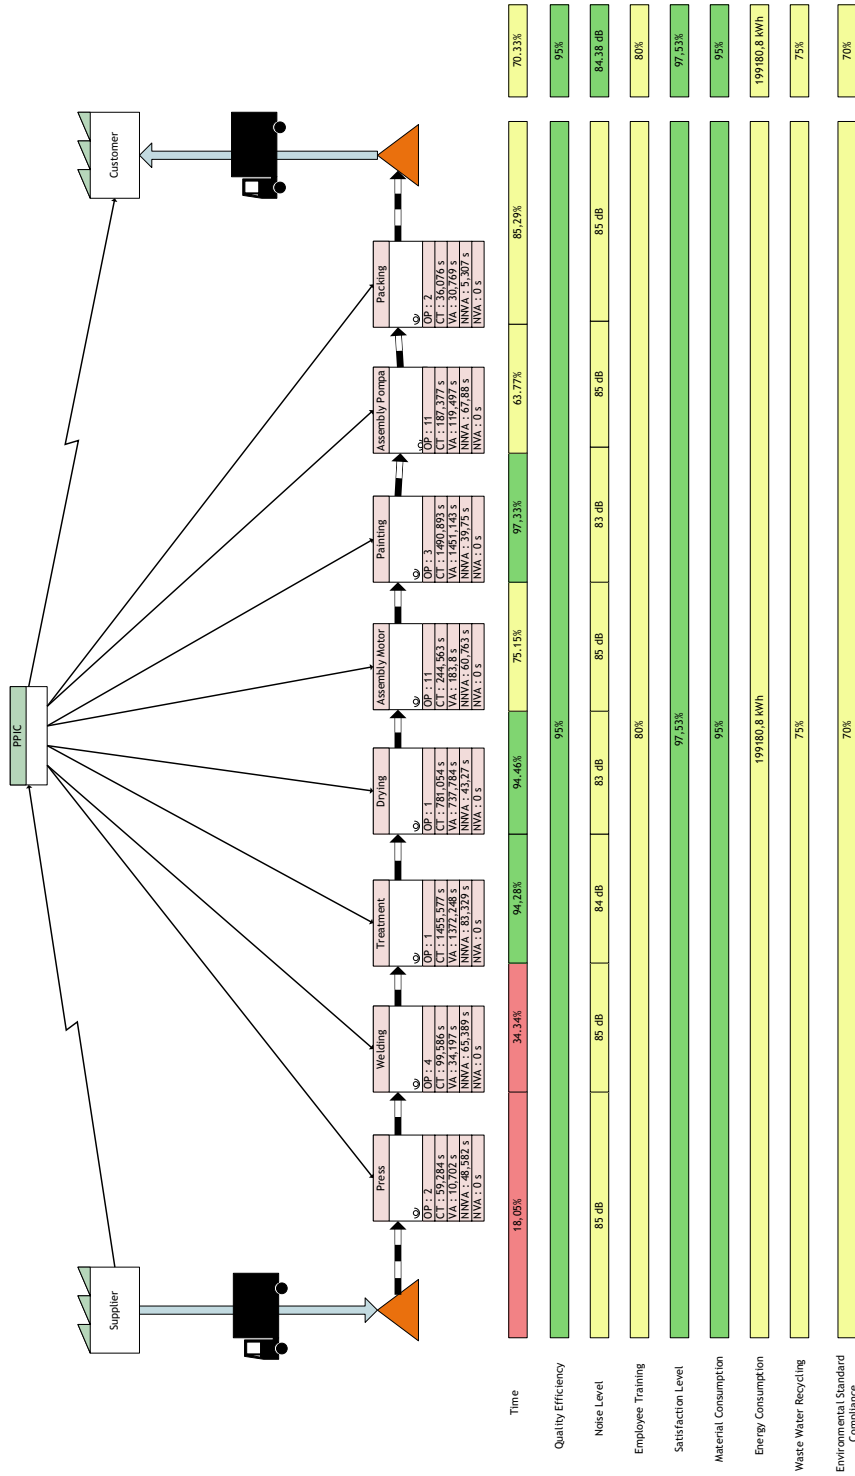 PPIC
Supplier
Customer
Press
OP : 2
CT : 59,284 s
VA : 10,702 s
NNVA : 48,582 s
NVA : 0 s
Welding
OP : 4
CT : 99,586 s
VA : 34,197 s
NNVA : 65,389 s
NVA : 0 s
Treatment
OP : 1
CT : 1455,577 s
VA : 1372,248 s
NNVA : 83,329 s
NVA : 0 s
Drying
OP : 1
CT : 781,054 s
VA : 737,784 s
NNVA : 43,27 s
NVA : 0 s
Assembly Motor
OP : 11
CT : 244,563 s
VA : 183,8 s
NNVA : 60,763 s
NVA : 0 s
Painting
OP : 3
CT : 1490,893 s
VA : 1451,143 s
NNVA : 39,75 s
NVA : 0 s
Assembly Pompa
OP : 11
CT : 187,377 s
VA : 119,497 s
NNVA : 67,88 s
NVA : 0 s
Packing
OP : 2
CT : 36,076 s
VA : 30,769 s
NNVA : 5,307 s
NVA : 0 s
Time 18,05% 34.34% 94,28% 94.46% 75.15% 97,33% 63.77% 85,29% 70.33%
Quality Efficiency 95% 95%
Noise Level 85 dB 85 dB 84 dB 83 dB 85 dB 83 dB 85 dB 85 dB 84.38 dB
Employee Training 80% 80%
Satisfaction Level 97,53% 97,53%
Material Consumption 95% 95%
Energy Consumption 199180,8 kWh 199180,8 kWh
Waste Water Recycling 75% 75%
Environmental Standard
Compliance 70% 70%